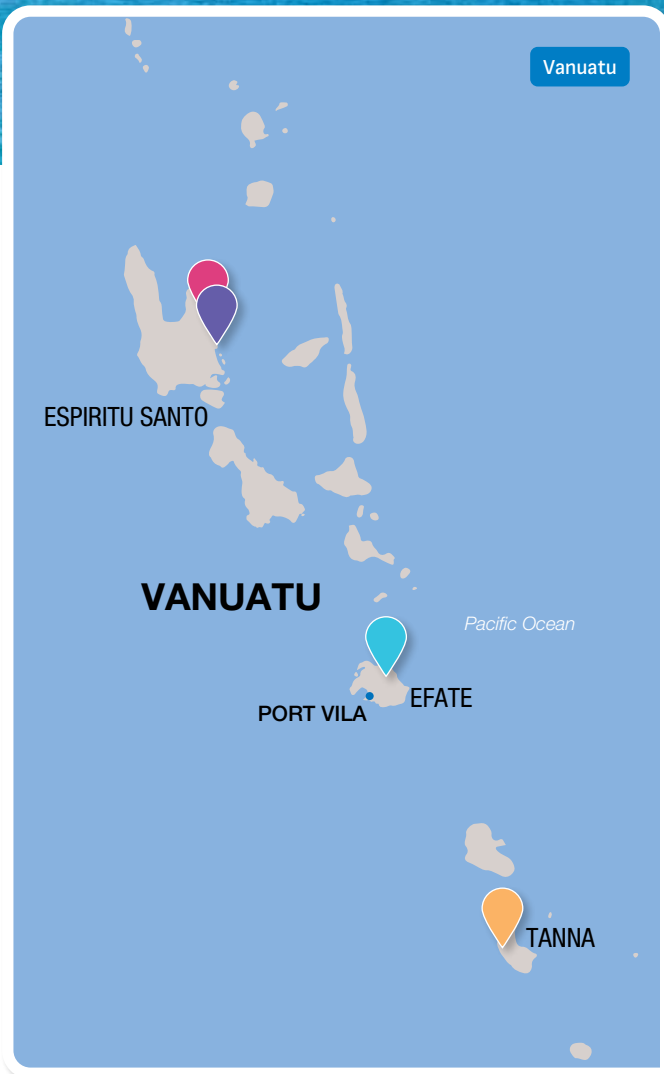 Vanuatu
ESPIRITU SANTO
VANUATU
Pacific Ocean
EFATE
PORT VILA
TANNA